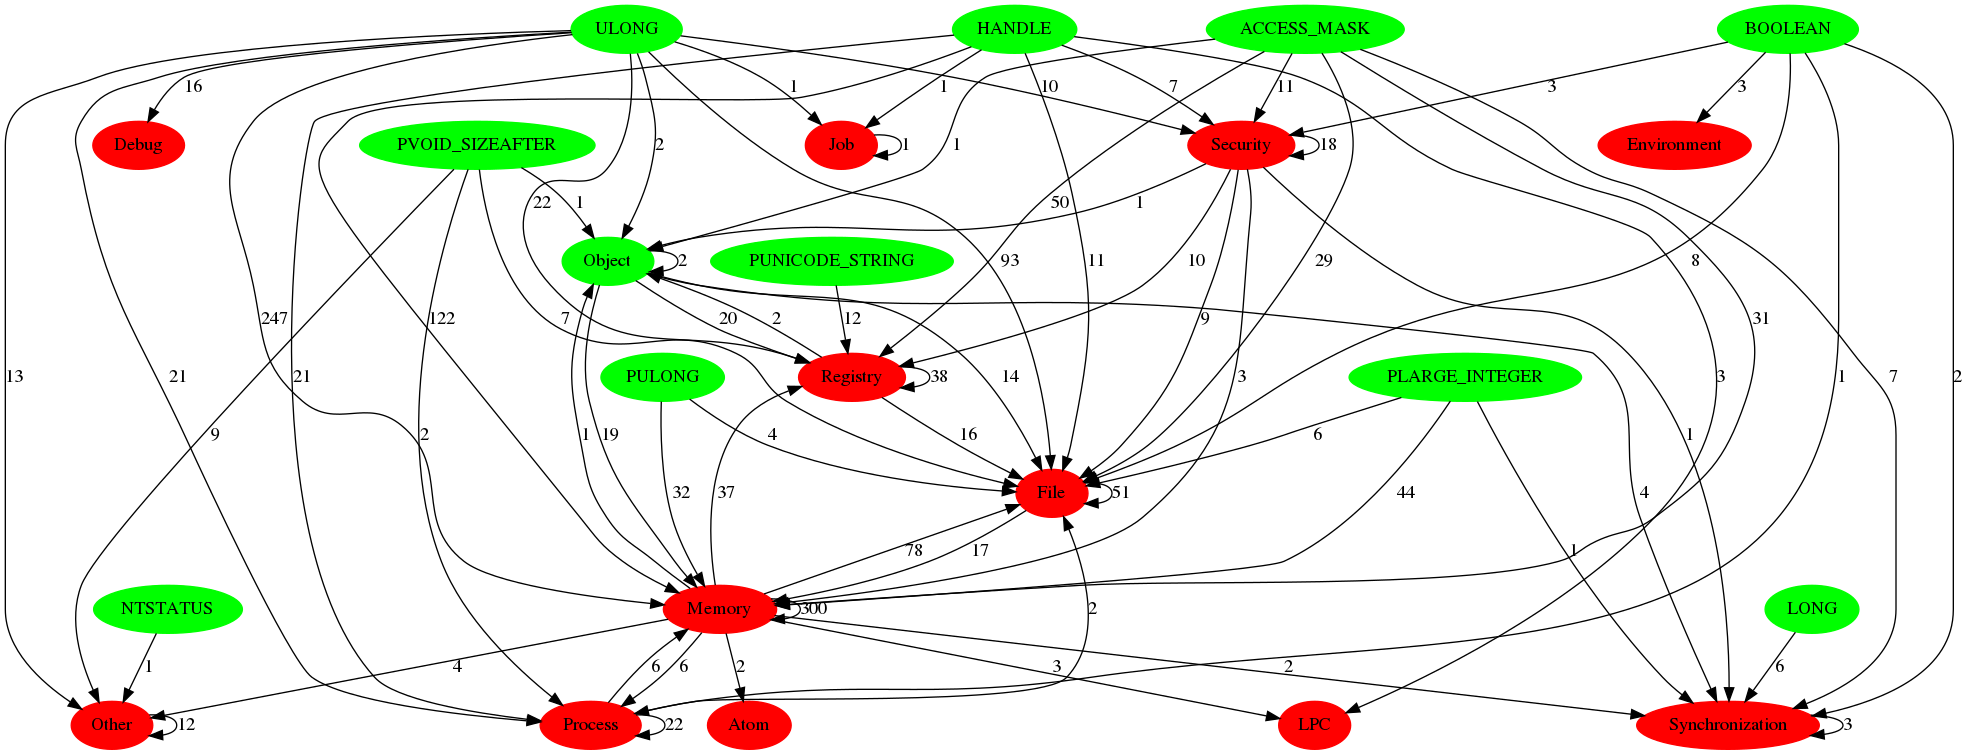 ULONG HANDLE ACCESS_MASK BOOLEAN
16 1 1 10 7 11 3 3
Debug PVOID_SIZEAFTER Job 1 Security 18 Environment
22 1 2 1 50 1
Object 2 PUNICODE_STRING 93 11 10 29 8
247 122 7 20 2 12 9 31
13 21 21 PULONG Registry 38 14 3 PLARGE_INTEGER 3 7 1 2
9 2 1 19 4 16 6 1
32 37 File 51 44 4
78 17 1
NTSTATUS Memory 300 2 LONG
1 4 6 6 2 3 2 6
Other 12 Process 22 Atom LPC Synchronization 3